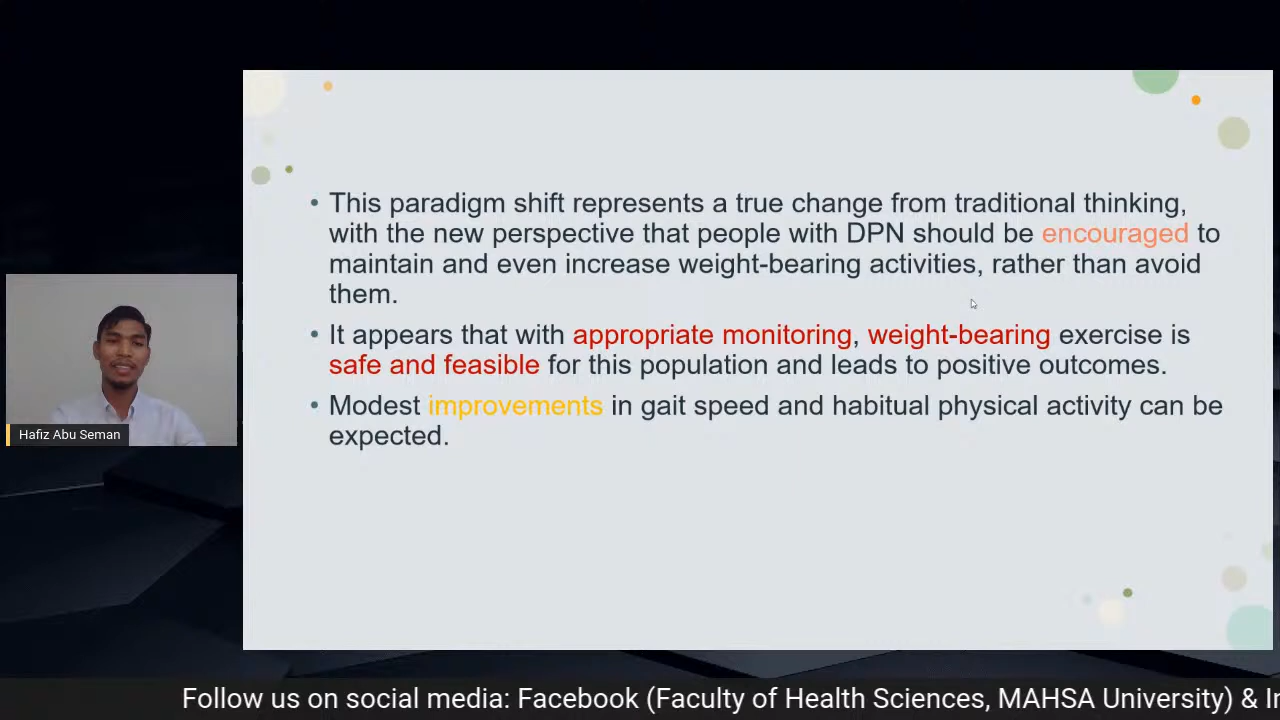 • This paradigm shift represents a true change from traditional thinking,
with the new perspective that people with DPN should be encouraged to
maintain and even increase weight-bearing activities, rather than avoid
them.
• It appears that with appropriate monitoring, weight-bearing exercise is
safe and feasible for this population and leads to positive outcomes.
• Modest improvements in gait speed and habitual physical activity can be
expected.
Hafiz Abu Seman
Follow us on social media: Facebook (Faculty of Health Sciences, MAHSA University) &